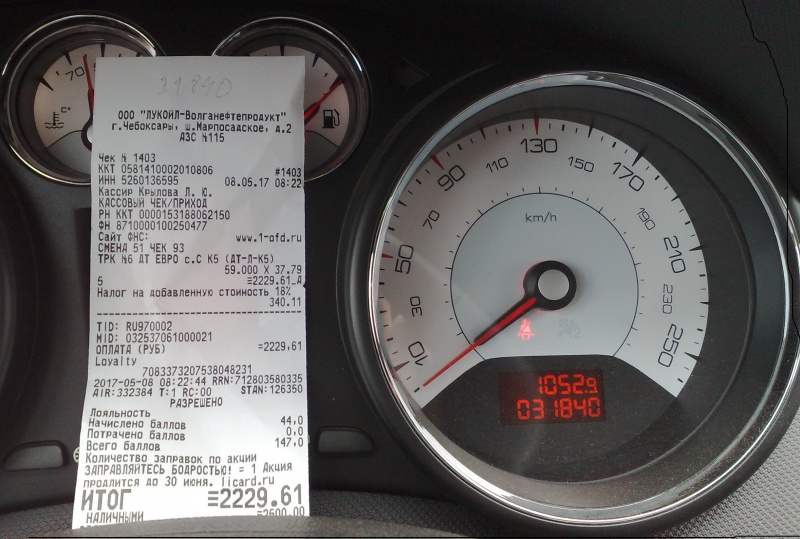 31840
ООО "ЛУКОЙЛ-Волганефтепродукт"
г.Чебоксары, ш.Марпосадское, д.2
АЗС №115
Чек № 1403
ККТ 0581410002010806 #1403
ИНН 5260136595 08.05.17 08:22
Кассир Крылова Л. Ю.
КАССОВЫЙ ЧЕК/ПРИХОД
РН ККТ 0000153188062150
ФН 8710000100250477
Сайт ФНС: www.1-ofd.ru
СМЕНА 51 ЧЕК 93
ТРК №6 ДТ ЕВРО с.С К5 (ДТ-Л-К5)
59.000 X 37.79
5 =2229.61_А
Налог на добавленную стоимость 18%
340.11
TID: RU970002
MID: 032537061000021
ОПЛАТА (РУБ) =2229.61
Loyalty
7083373207538048231
2017-05-08 08:22:44 RRN:712803580335
AIR:332384 T:1 RC:00 STAN:126350
РАЗРЕШЕНО
Лояльность
Начислено баллов 44,0
Потрачено баллов 0,0
Всего баллов 147,0
Количество заправок по акции
ЗАПРАВЛЯЙТЕСЬ БОДРОСТЬЮ! = 1 Акция
продлится до 30 июня. licard.ru
ИТОГ =2229.61
НАЛИЧНЫМИ =2500.00
70
C°
10
30
50
70
90
110
130
150
170
190
210
230
250
km/h
1052.9
031840